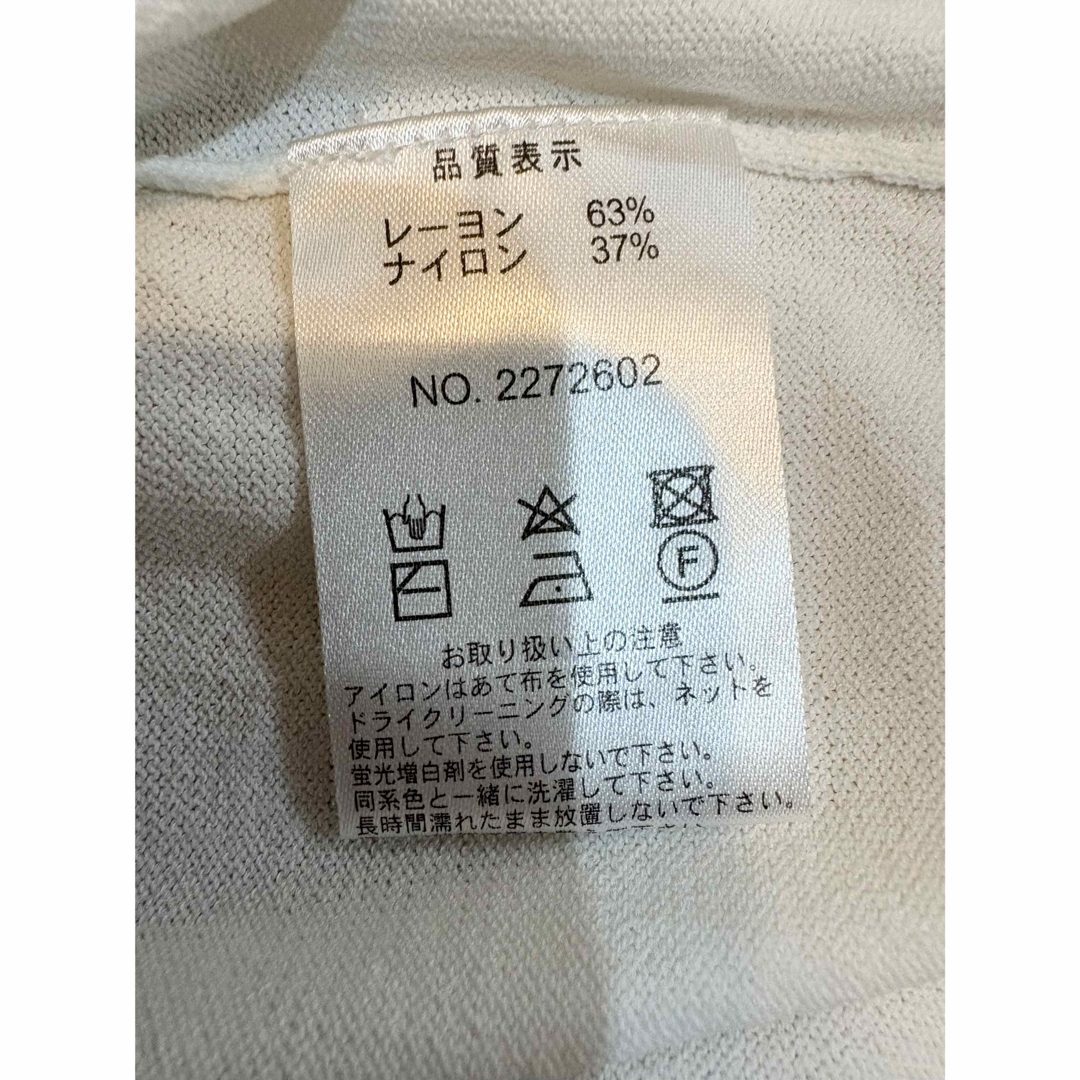 品質表示
レーヨン 63%
ナイロン 37%
NO. 2272602
F
お取り扱い上の注意
アイロンはあて布を使用して下さい。
ドライクリーニングの際は、ネットを
使用して下さい。
蛍光増白剤を使用しないで下さい。
同系色と一緒に洗濯して下さい。
長時間濡れたまま放置しないで下さい。